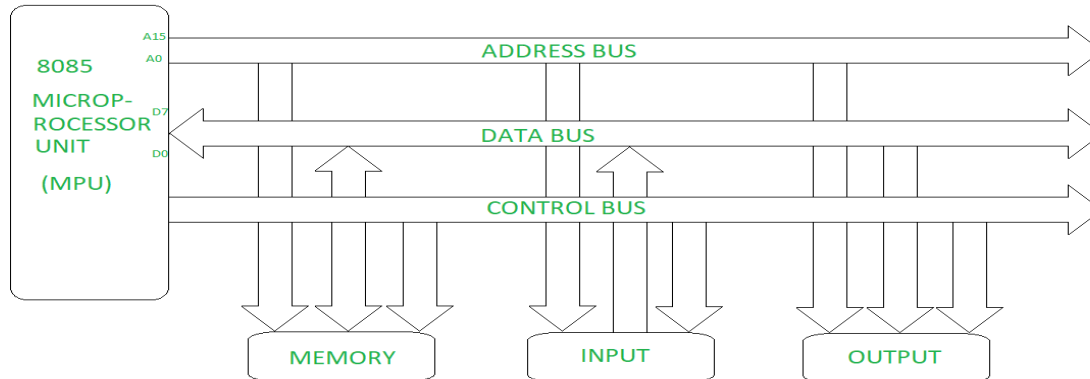 A15
A0
8085
MICROP-
ROCESSOR
UNIT
(MPU)
D7
D0
ADDRESS BUS
DATA BUS
CONTROL BUS
MEMORY
INPUT
OUTPUT